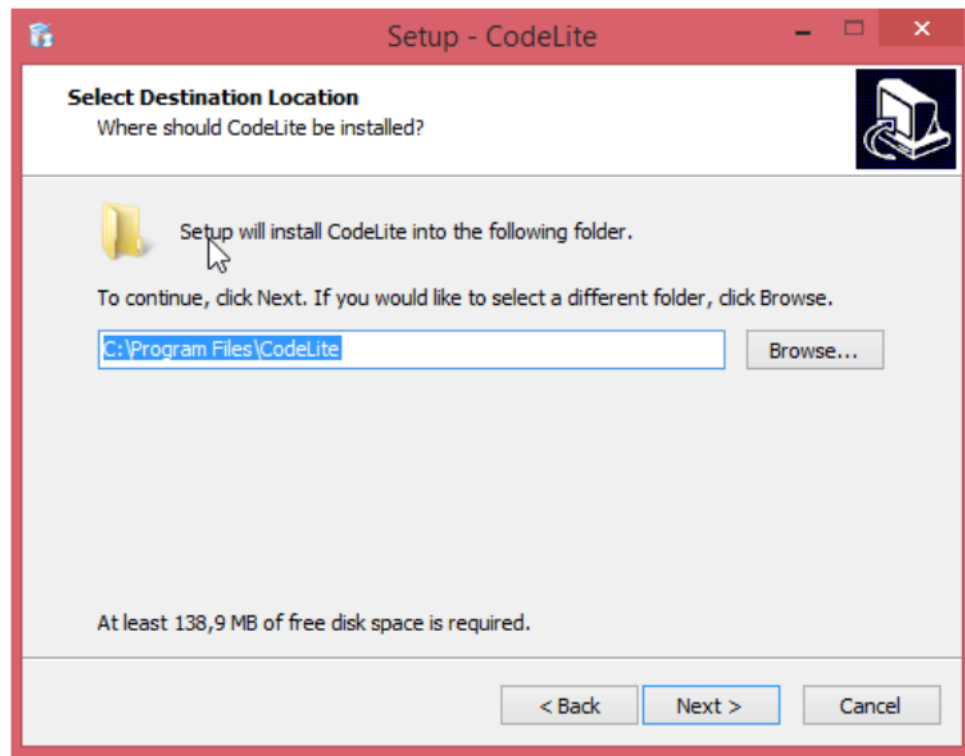 Setup - CodeLite
Select Destination Location
Where should CodeLite be installed?
Setup will install CodeLite into the following folder.
To continue, click Next. If you would like to select a different folder, click Browse.
C:\Program Files\CodeLite
Browse...
At least 138,9 MB of free disk space is required.
< Back
Next >
Cancel